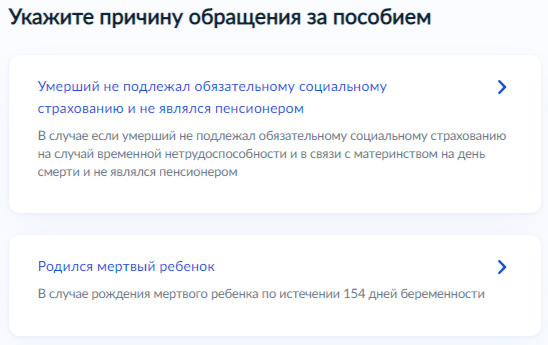 Укажите причину обращения за пособием
Умерший не подлежал обязательному социальному
страхованию и не являлся пенсионером
В случае если умерший не подлежал обязательному социальному страхованию
на случай временной нетрудоспособности и в связи с материнством на день
смерти и не являлся пенсионером
Родился мертвый ребенок
В случае рождения мертвого ребенка по истечении 154 дней беременности